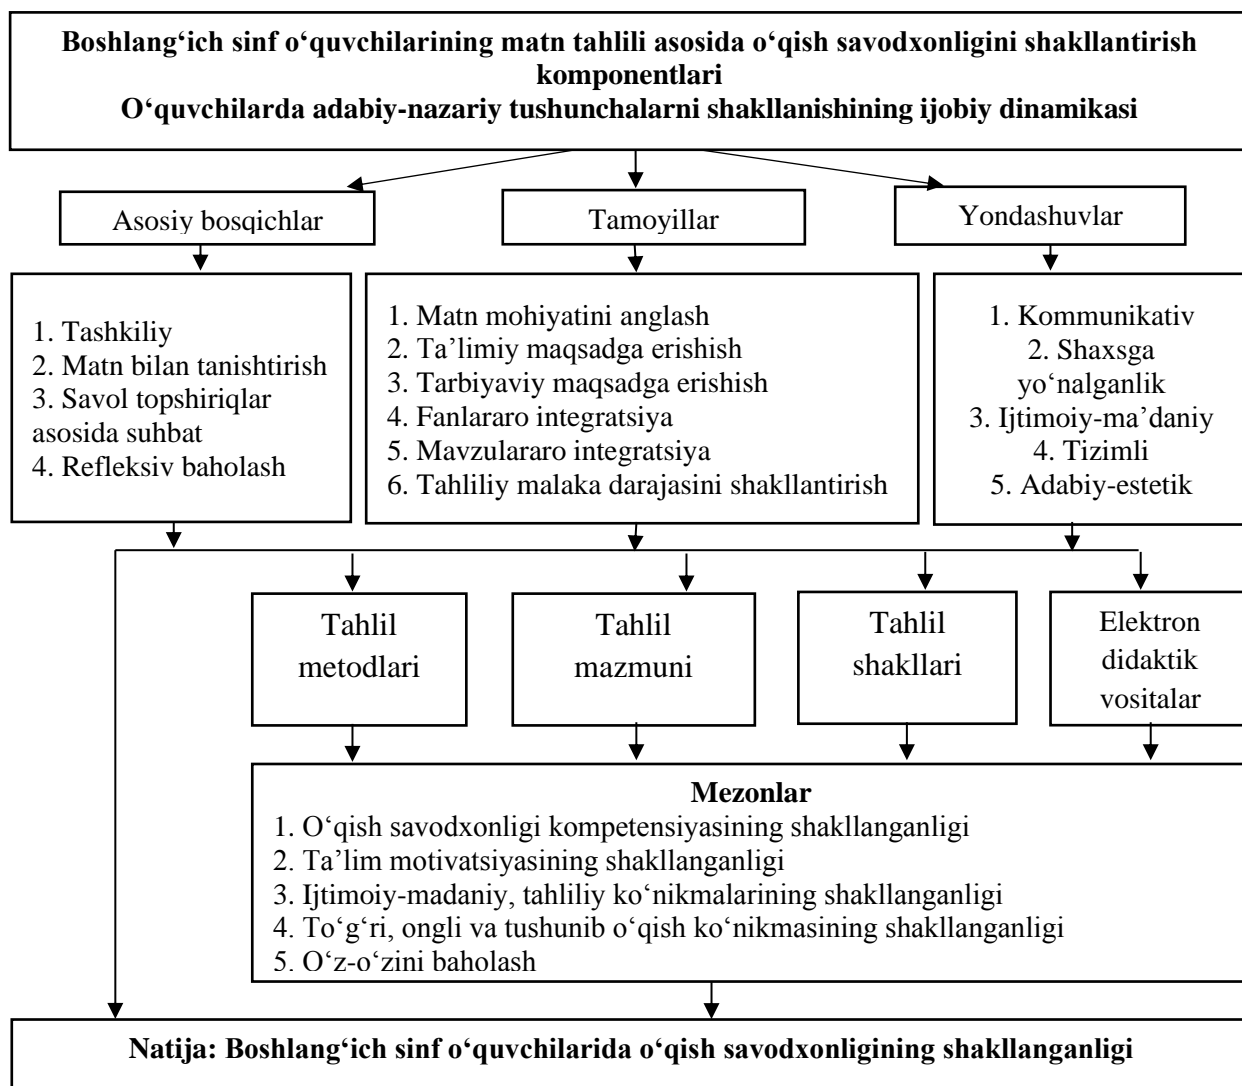 Boshlang‘ich sinf o‘quvchilarining matn tahlili asosida o‘qish savodxonligini shakllantirish
komponentlari
O‘quvchilarda adabiy-nazariy tushunchalarni shakllanishining ijobiy dinamikasi
Asosiy bosqichlar
Tamoyillar
Yondashuvlar
1. Tashkiliy
2. Matn bilan tanishtirish
3. Savol topshiriqlar
asosida suhbat
4. Refleksiv baholash
1. Matn mohiyatini anglash
2. Ta’limiy maqsadga erishish
3. Tarbiyaviy maqsadga erishish
4. Fanlararo integratsiya
5. Mavzulararo integratsiya
6. Tahliliy malaka darajasini shakllantirish
1. Kommunikativ
2. Shaxsga
yo‘nalganlik
3. Ijtimoiy-ma’daniy
4. Tizimli
5. Adabiy-estetik
Tahlil
metodlari
Tahlil
mazmuni
Tahlil
shakllari
Elektron
didaktik
vositalar
Mezonlar
1. O‘qish savodxonligi kompetensiyasining shakllanganligi
2. Ta’lim motivatsiyasining shakllanganligi
3. Ijtimoiy-madaniy, tahliliy ko‘nikmalarining shakllanganligi
4. To‘g‘ri, ongli va tushunib o‘qish ko‘nikmasining shakllanganligi
5. O‘z-o‘zini baholash
Natija: Boshlang‘ich sinf o‘quvchilarida o‘qish savodxonligining shakllanganligi